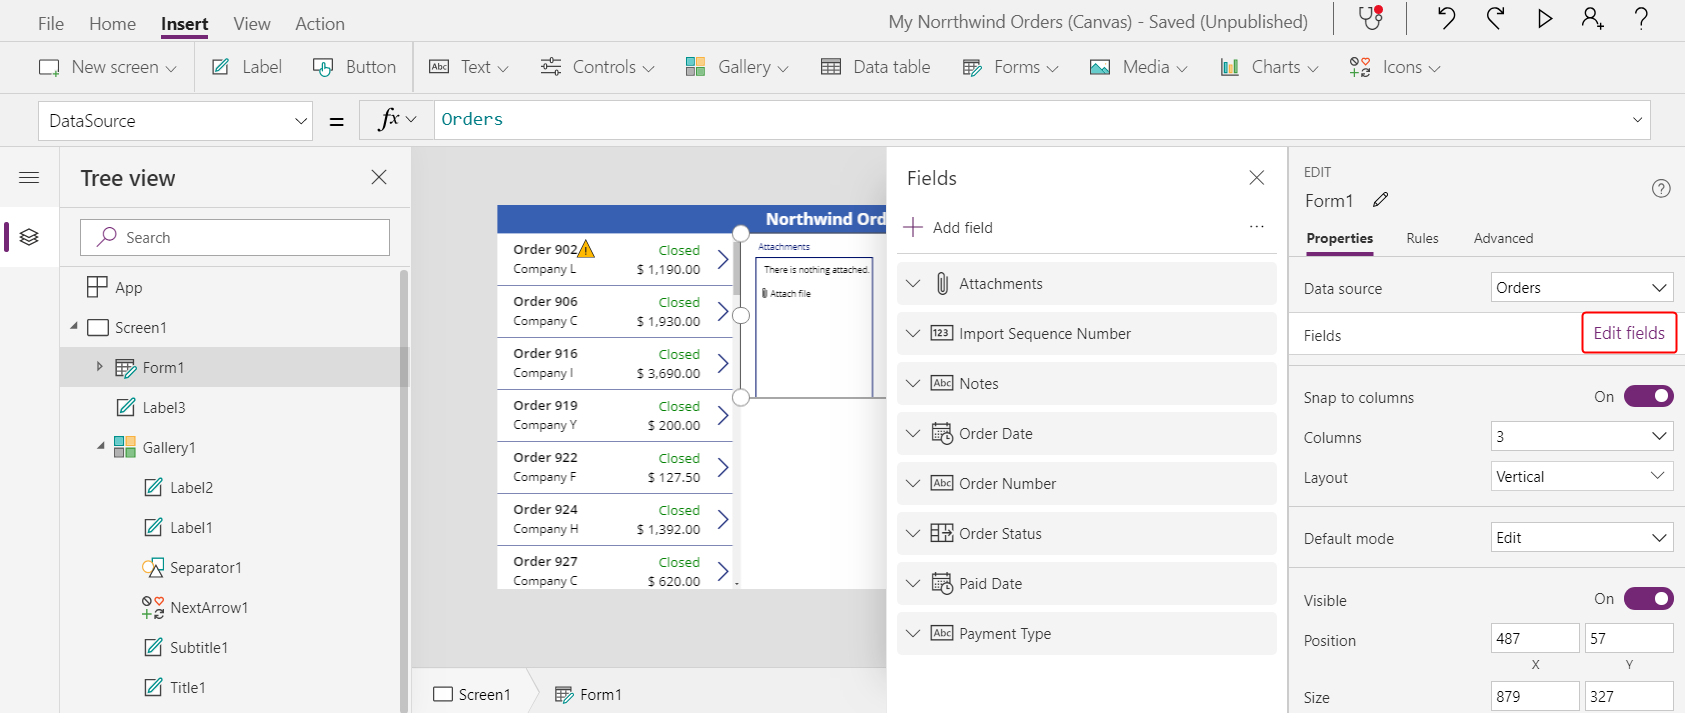 File Home Insert View Action
My Norrthwind Orders (Canvas) - Saved (Unpublished)
New screen Label Button Text Controls Gallery Data table Forms Media Charts Icons
DataSource = fx Orders
Tree view
Search
App
Screen1
Form1
Label3
Gallery1
Label2
Label1
Separator1
NextArrow1
Subtitle1
Title1
Northwind Ord
Order 902 Closed
Company L $ 1,190.00
Order 906 Closed
Company C $ 1,930.00
Order 916 Closed
Company I $ 3,690.00
Order 919 Closed
Company Y $ 200.00
Order 922 Closed
Company F $ 127.50
Order 924 Closed
Company H $ 1,392.00
Order 927 Closed
Company C $ 620.00
Attachments
There is nothing attached.
Attach file
Screen1 Form1
Fields
Add field ...
Attachments
123 Import Sequence Number
Abc Notes
Order Date
Abc Order Number
Order Status
Paid Date
Abc Payment Type
EDIT
Form1
Properties Rules Advanced
Data source Orders
Fields Edit fields
Snap to columns On
Columns 3
Layout Vertical
Default mode Edit
Visible On
Position 487 57
X Y
Size 879 327